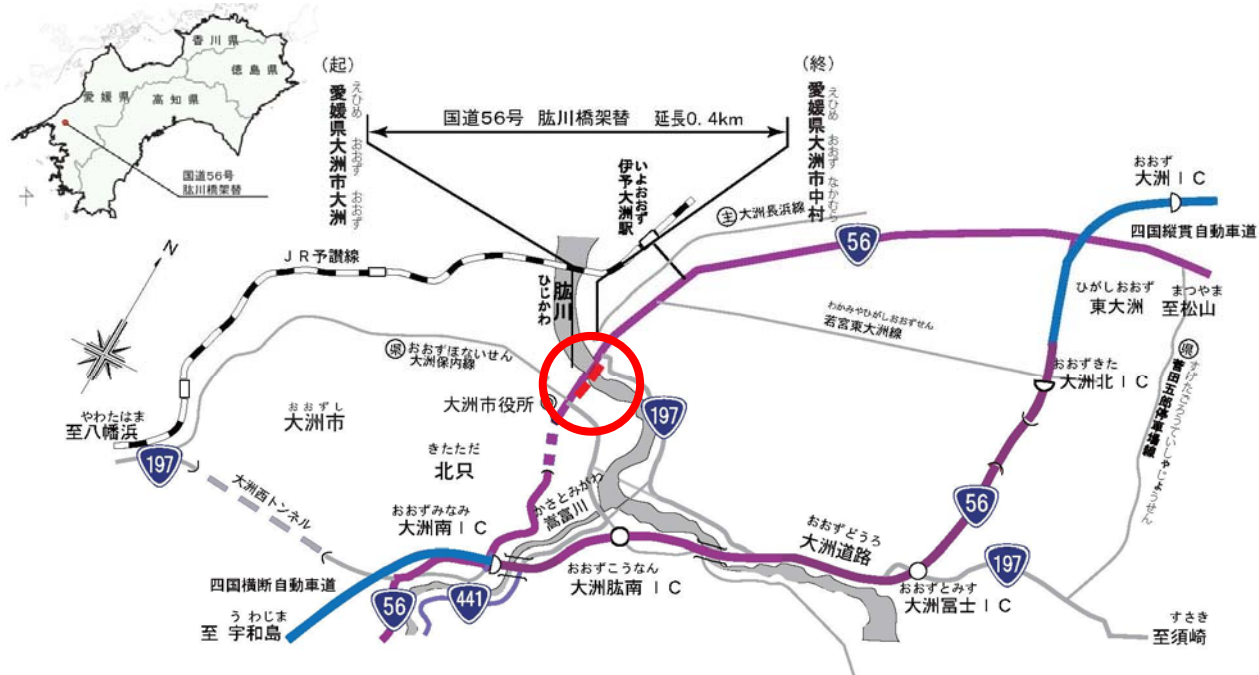 香川県
徳島県
愛媛県
高知県
国道56号
肱川橋架替
(起)
愛媛県大洲市大洲
えひめ おおず おおず
国道56号 肱川橋架替 延長0.4km
(終)
愛媛県大洲市中村
えひめ おおず なかむら
いよおおず
伊予大洲駅
主 大洲長浜線
56
おおず
大洲IC
四国縦貫自動車道
N
JR予讃線
肱川
ひじかわ
ひがしおおず
東大洲
まつやま
至松山
わかみやひがしおおずせん
若宮東大洲線
県 おおずほないせん
大洲保内線
おおずきた
大洲北IC
県
すげたごろうていしゃじょうせん
菅田五郎停車場線
大洲市役所
197
やわたはま
至八幡浜
197
おおずし
大洲市
きたただ
北只
大洲西トンネル
おおずみなみ
大洲南IC
かさとみがわ
嵩富川
56
おおずどうろ
大洲道路
四国横断自動車道
うわじま
至 宇和島
56
441
おおずこうなん
大洲肱南IC
おおずとみす
大洲冨士IC
197
すさき
至須崎